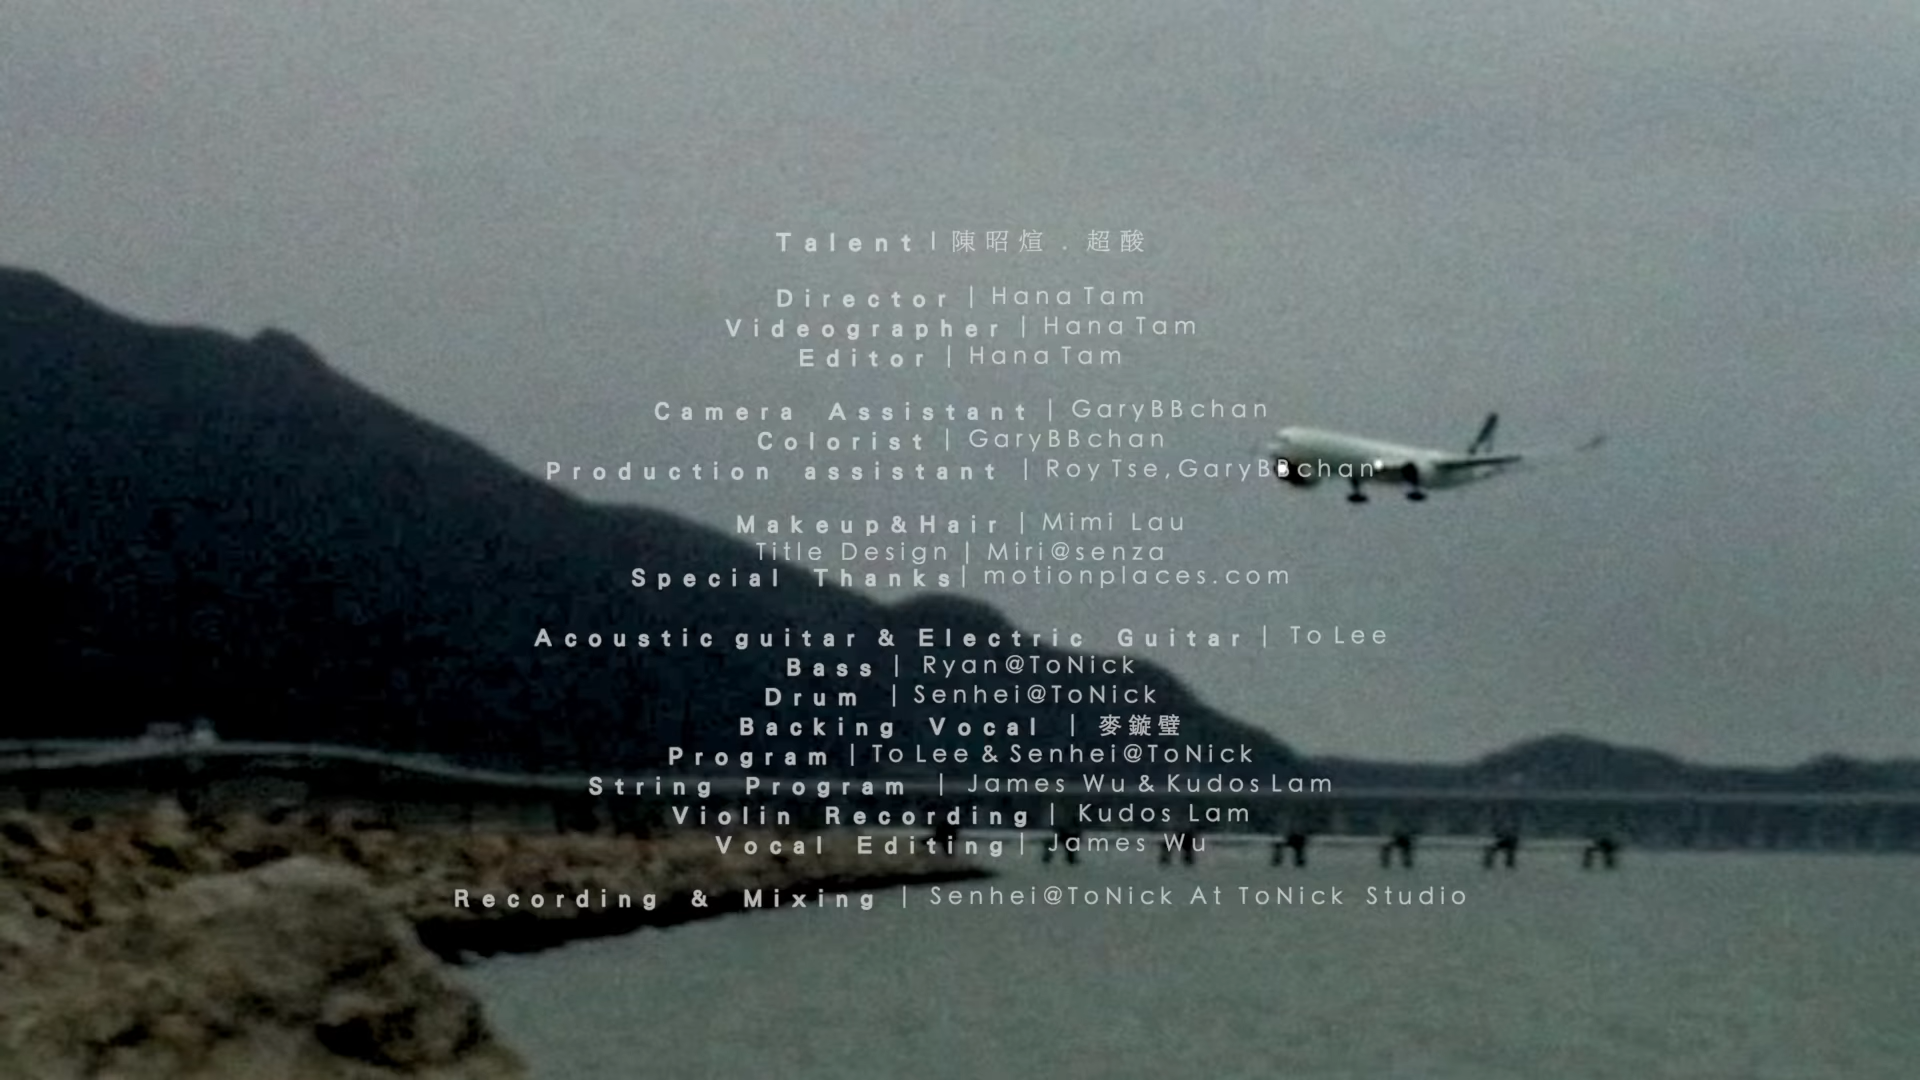 Talent | 陳昭煊 . 超酸
Director | Hana Tam
Videographer | Hana Tam
Editor | Hana Tam
Camera Assistant | GaryBBchan
Colorist | GaryBBchan
Production assistant | Roy Tse,GaryBBchan
Makeup&Hair | Mimi Lau
Title Design | Miri@senza
Special Thanks| motionplaces.com
Acoustic guitar & Electric Guitar | To Lee
Bass | Ryan@ToNick
Drum | Senhei@ToNick
Backing Vocal | 麥鏇璧
Program | To Lee & Senhei@ToNick
String Program | James Wu & Kudos Lam
Violin Recording | Kudos Lam
Vocal Editing | James Wu
Recording & Mixing | Senhei@ToNick At ToNick Studio